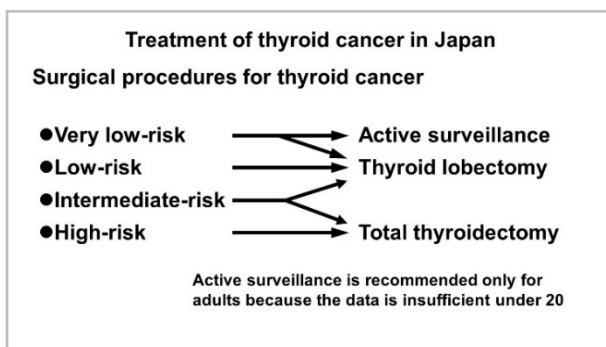 Treatment of thyroid cancer in Japan
Surgical procedures for thyroid cancer
●Very low-risk Active surveillance
●Low-risk Thyroid lobectomy
●Intermediate-risk
●High-risk Total thyroidectomy
Active surveillance is recommended only for
adults because the data is insufficient under 20